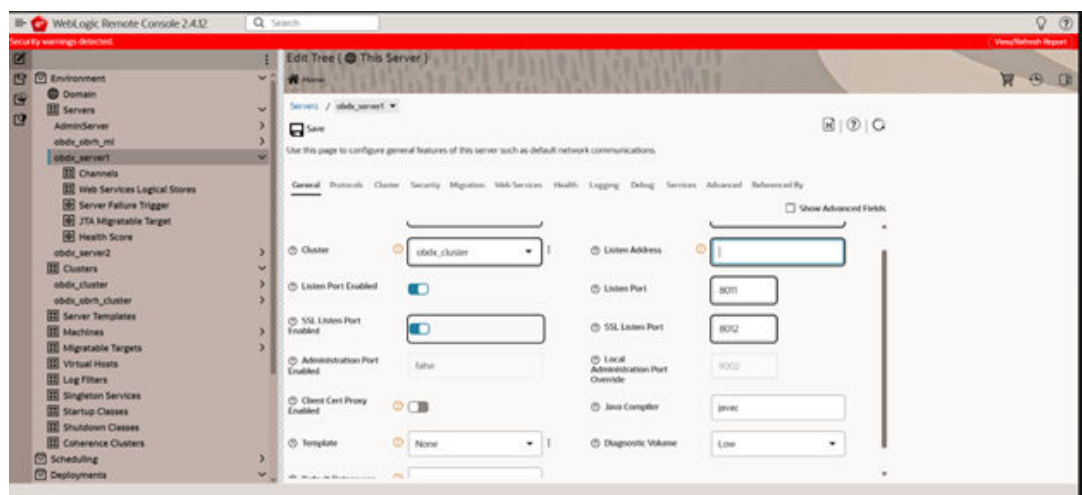 WebLogic Remote Console 2.4.12
Search
Security warnings detected.
View/Refresh Report
Edit Tree ( This Server )
Home
Environment
Domain
Servers
AdminServer
obdx_obrh_ml
obdx_server1
Channels
Web Services Logical Stores
Server Failure Trigger
JTA Migratable Target
Health Score
obdx_server2
Clusters
obdx_cluster
obdx_obrh_cluster
Server Templates
Machines
Migratable Targets
Virtual Hosts
Log Filters
Singleton Services
Startup Classes
Shutdown Classes
Coherence Clusters
Scheduling
Deployments
Servers / obdx_server1
Save
Use this page to configure general features of this server such as default network communications.
General Protocols Cluster Security Migration Web Services Health Logging Debug Services Advanced Referenced By
Show Advanced Fields
Cluster obdx_cluster Listen Address
Listen Port Enabled Listen Port 8011
SSL Listen Port Enabled SSL Listen Port 8012
Administration Port Enabled false Local Administration Port Override 9002
Client Cert Proxy Enabled Java Compiler javac
Template None Diagnostic Volume Low